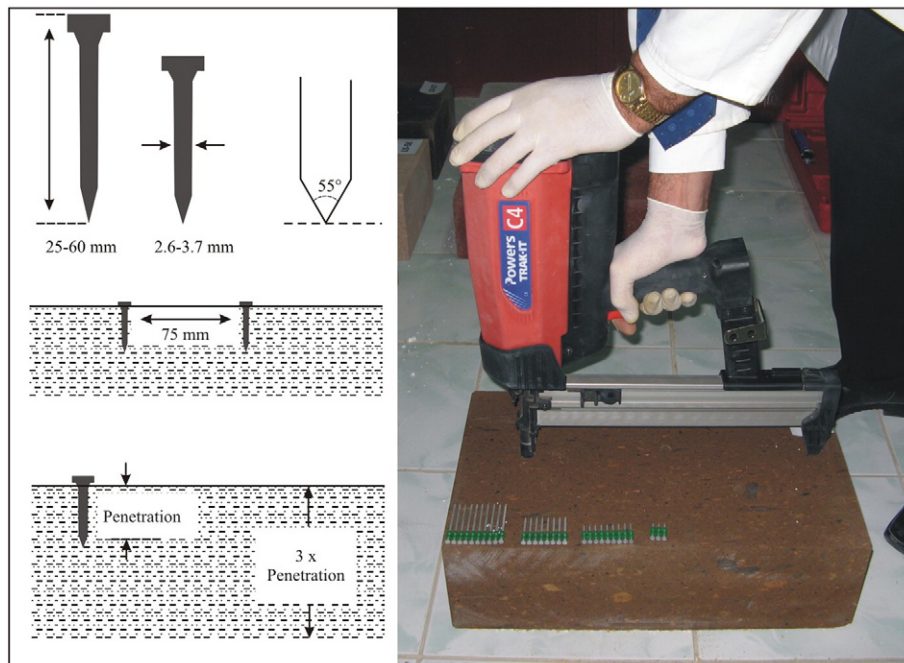 55°
25-60 mm
2.6-3.7 mm
75 mm
Penetration
3 x
Penetration
Powers C4
TRAK-IT